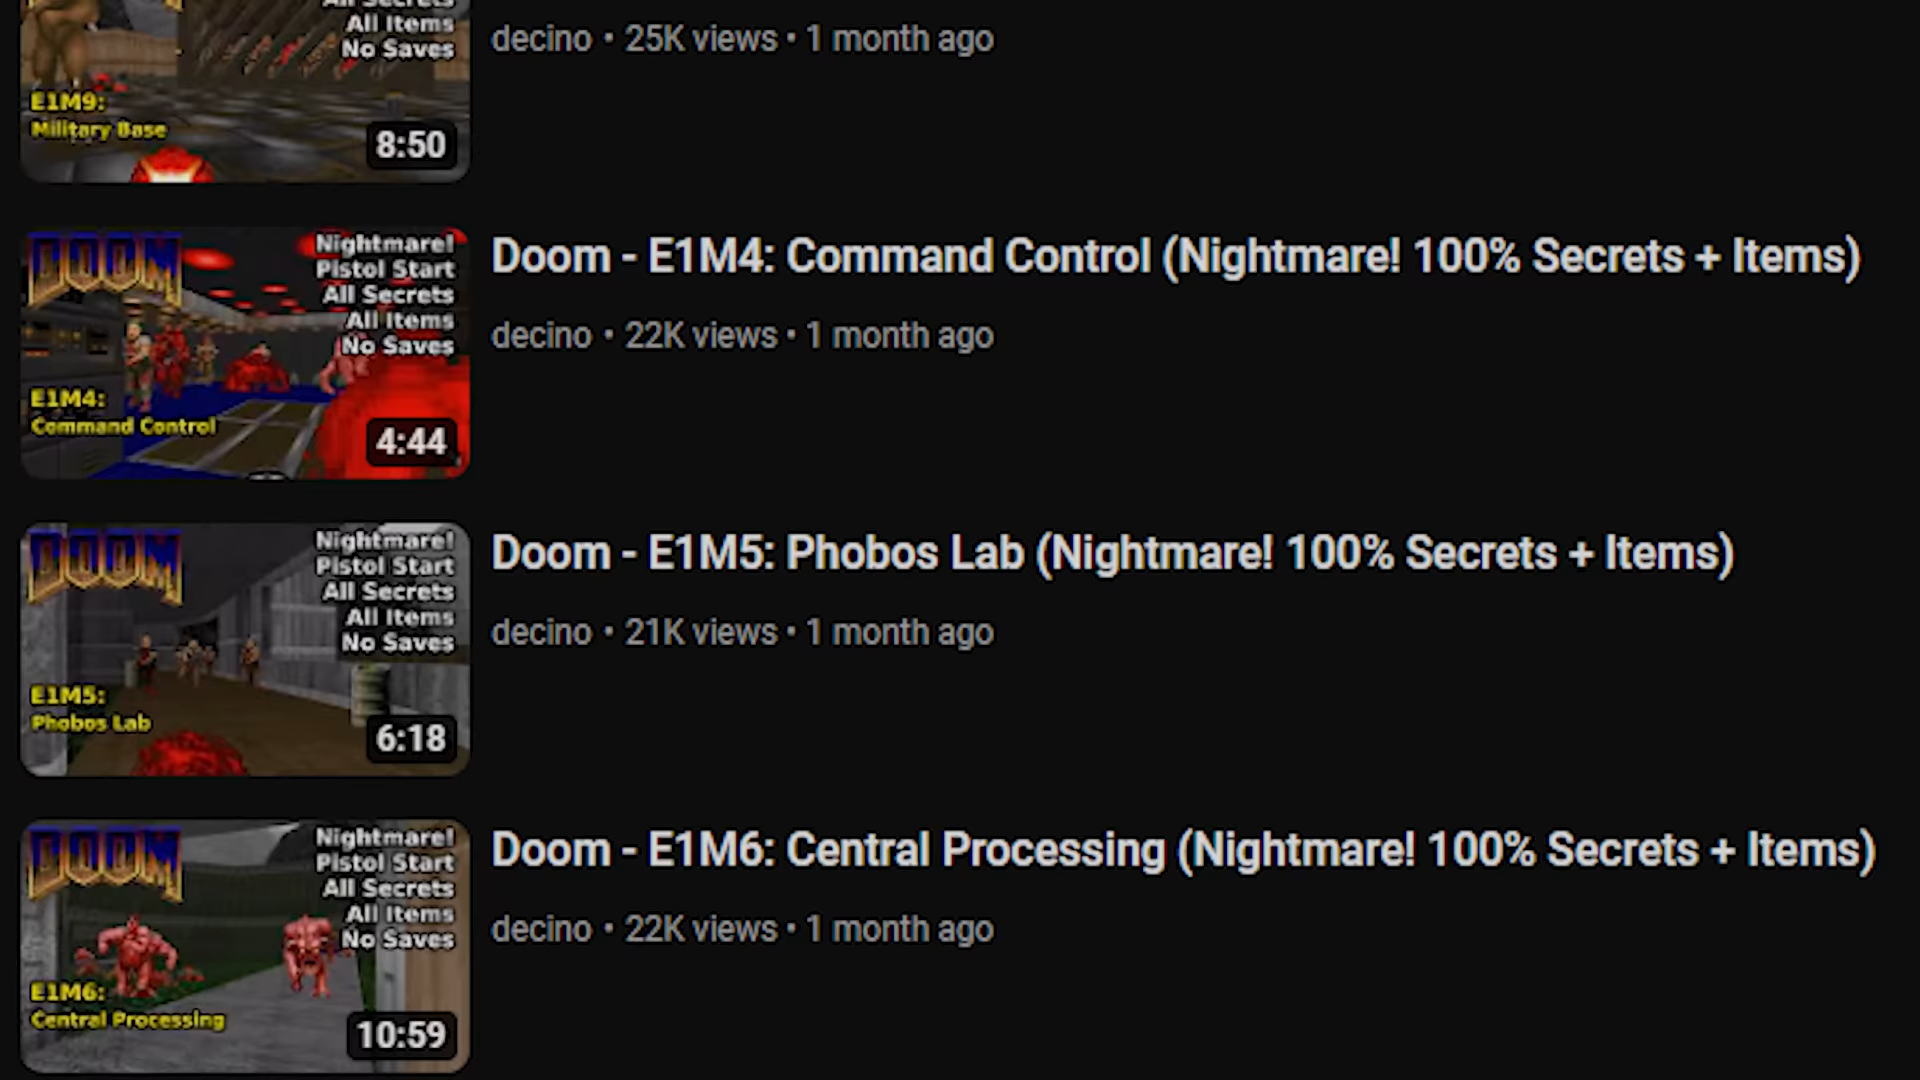 All Secrets
All Items
No Saves
E1M9:
Military Base
8:50
decino • 25K views • 1 month ago
DOOM
Nightmare!
Pistol Start
All Secrets
All Items
No Saves
E1M4:
Command Control
4:44
Doom - E1M4: Command Control (Nightmare! 100% Secrets + Items)
decino • 22K views • 1 month ago
DOOM
Nightmare!
Pistol Start
All Secrets
All Items
No Saves
E1M5:
Phobos Lab
6:18
Doom - E1M5: Phobos Lab (Nightmare! 100% Secrets + Items)
decino • 21K views • 1 month ago
DOOM
Nightmare!
Pistol Start
All Secrets
All Items
No Saves
E1M6:
Central Processing
10:59
Doom - E1M6: Central Processing (Nightmare! 100% Secrets + Items)
decino • 22K views • 1 month ago